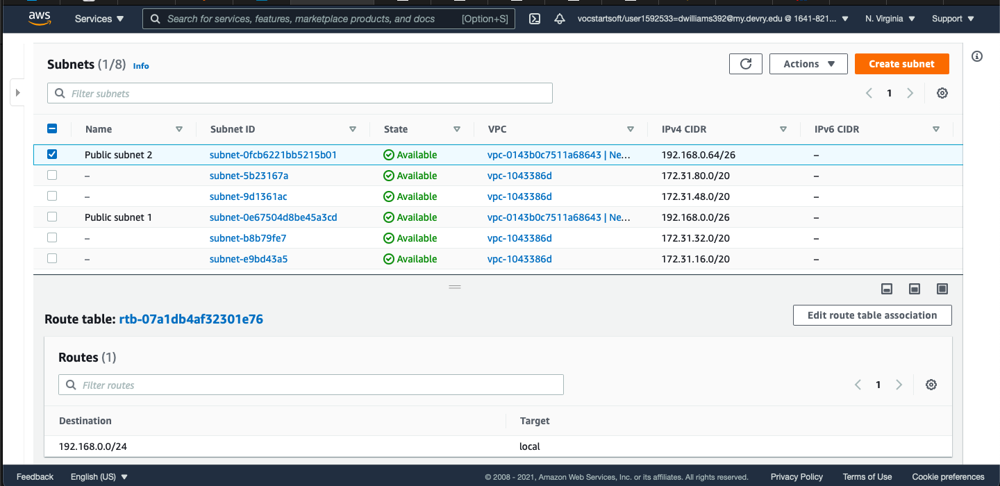 aws Services Search for services, features, marketplace products, and docs [Option+S] vocstartsoft/user1592533=dwilliams392@my.devry.edu @ 1641-821... N. Virginia Support
Subnets (1/8) Info Actions Create subnet
Filter subnets 1
Name Subnet ID State VPC IPv4 CIDR IPv6 CIDR
Public subnet 2 subnet-0fcb6221bb5215b01 Available vpc-0143b0c7511a68643 | Ne... 192.168.0.64/26 –
– subnet-5b23167a Available vpc-1043386d 172.31.80.0/20 –
– subnet-9d1361ac Available vpc-1043386d 172.31.48.0/20 –
Public subnet 1 subnet-0e67504d8be45a3cd Available vpc-0143b0c7511a68643 | Ne... 192.168.0.0/26 –
– subnet-b8b79fe7 Available vpc-1043386d 172.31.32.0/20 –
– subnet-e9bd43a5 Available vpc-1043386d 172.31.16.0/20 –
Route table: rtb-07a1db4af32301e76 Edit route table association
Routes (1)
Filter routes 1
Destination Target
192.168.0.0/24 local
Feedback English (US) © 2008 - 2021, Amazon Web Services, Inc. or its affiliates. All rights reserved. Privacy Policy Terms of Use Cookie preferences